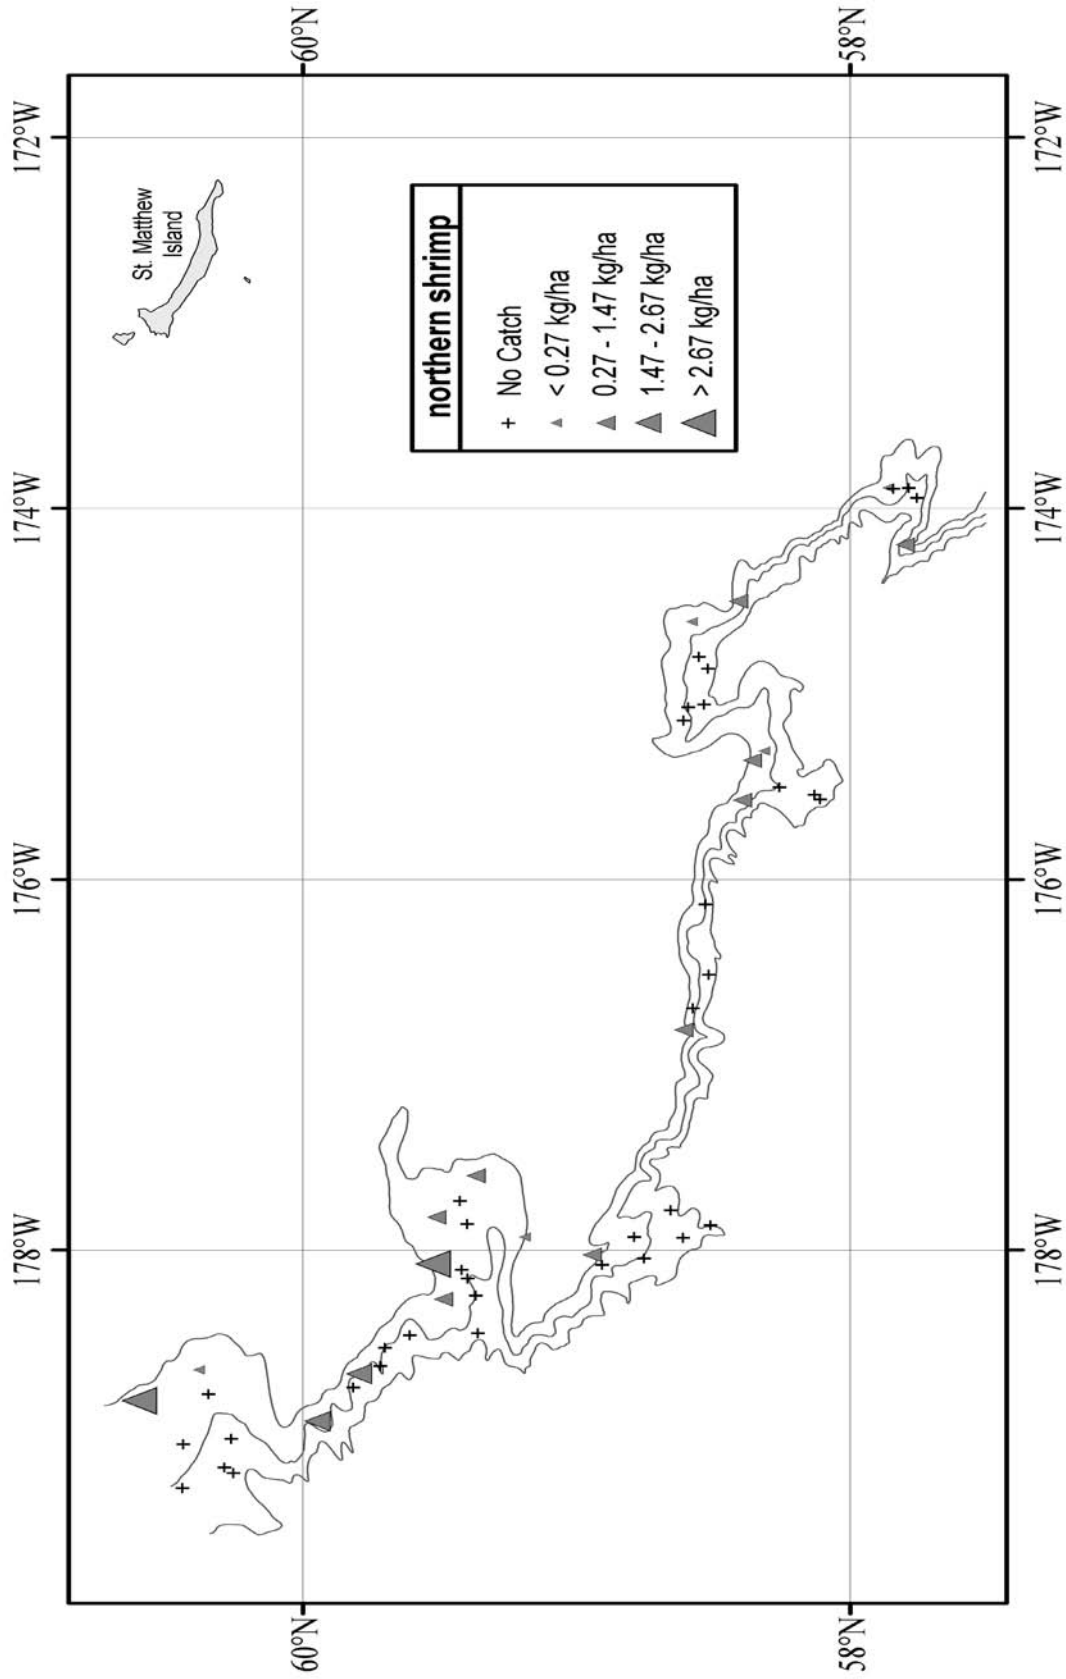 178°W
176°W
174°W
172°W
60°N
60°N
St. Matthew
Island
northern shrimp
No Catch
< 0.27 kg/ha
0.27 - 1.47 kg/ha
1.47 - 2.67 kg/ha
> 2.67 kg/ha
58°N
58°N
178°W
176°W
174°W
172°W